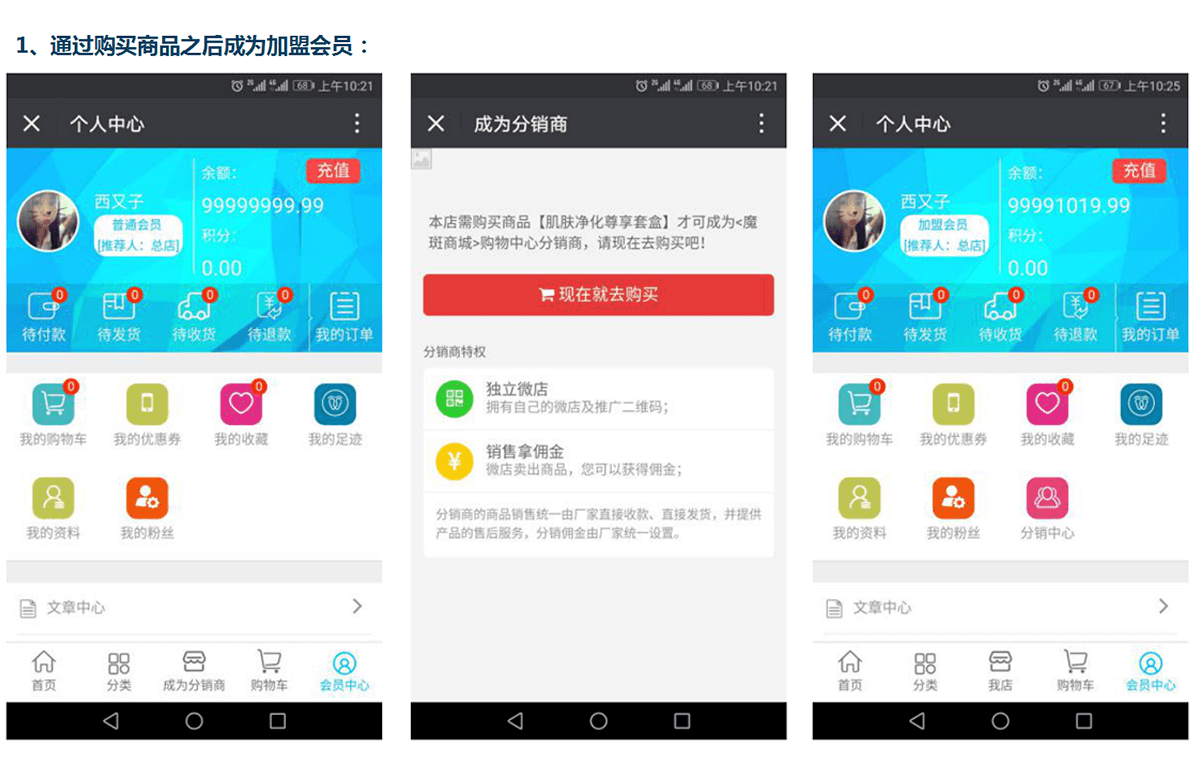 1、通过购买商品之后成为加盟会员：
上午10:21
个人中心
余额：
充值
西又子
99999999.99
普通会员
[推荐人：总店]
积分：
0.00
0
0
0
0
待付款
待发货
待收货
待退款
我的订单
0
0
我的购物车
我的优惠券
我的收藏
我的足迹
我的资料
我的粉丝
文章中心
首页
分类
成为分销商
购物车
会员中心
68 上午10:21
成为分销商
本店需购买商品【肌肤净化尊享套盒】才可成为<魔
斑商城>购物中心分销商，请现在去购买吧！
现在就去购买
分销商特权
独立微店
拥有自己的微店及推广二维码；
销售拿佣金
微店卖出商品，您可以获得佣金；
分销商的商品销售统一由厂家直接收款、直接发货，并提供
产品的售后服务，分销佣金由厂家统一设置。
67 上午10:25
个人中心
余额：
充值
西又子
99991019.99
加盟会员
[推荐人：总店]
积分：
0.00
0
0
0
0
待付款
待发货
待收货
待退款
我的订单
0
0
我的购物车
我的优惠券
我的收藏
我的足迹
我的资料
我的粉丝
分销中心
文章中心
首页
分类
我店
购物车
会员中心